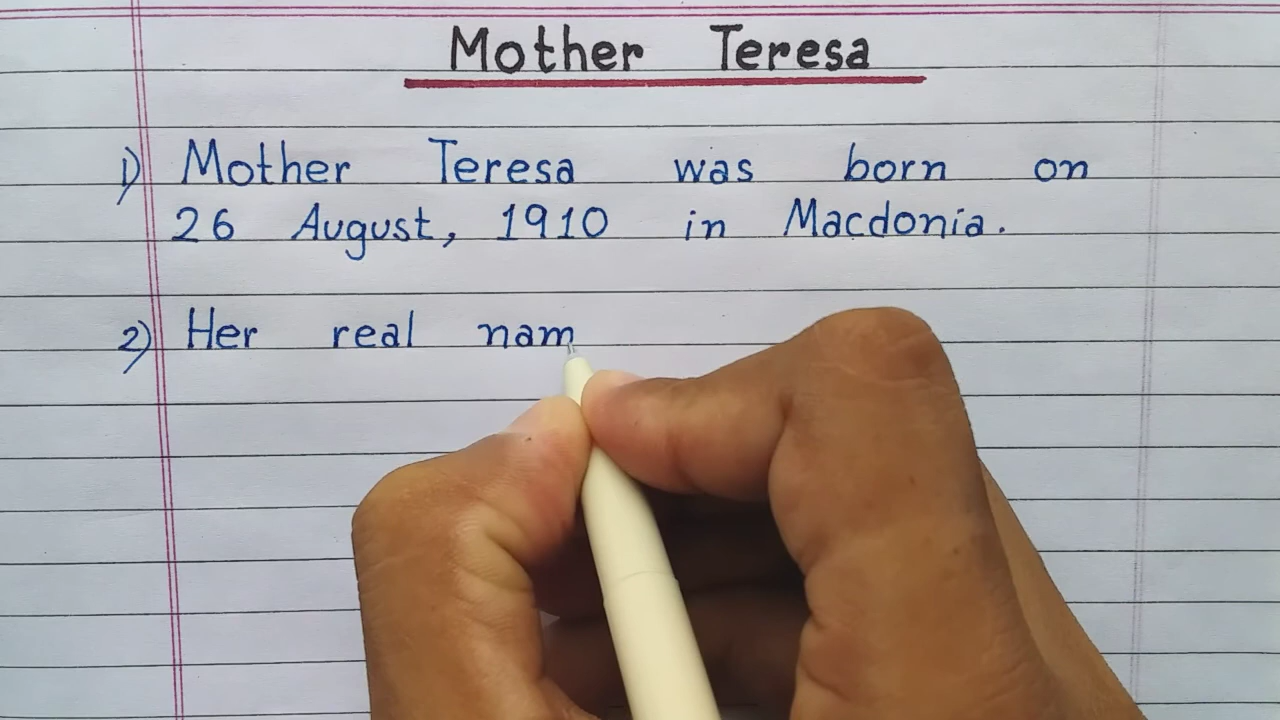 Mother Teresa
1) Mother Teresa was born on
26 August, 1910 in Macdonia.
2) Her real nam